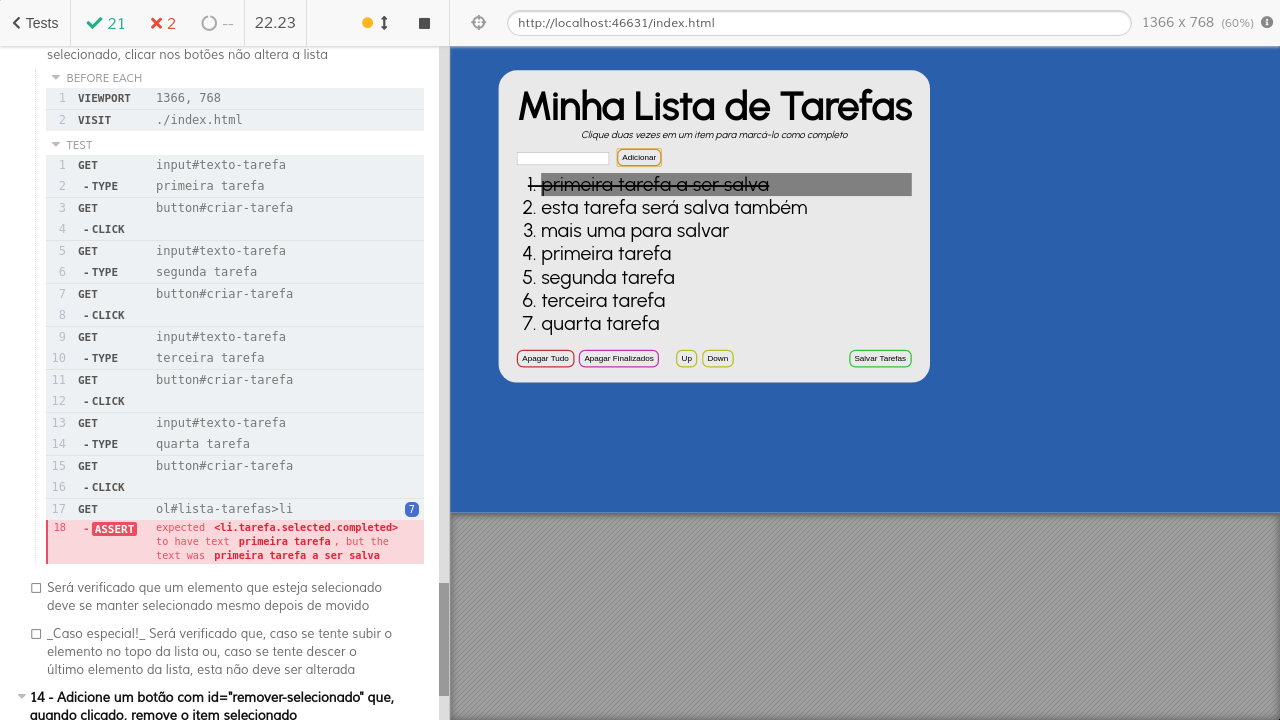 Tests
21
2
--
22.23
http://localhost:46631/index.html
1366 x 768 (60%)
selecionado, clicar nos botões não altera a lista
BEFORE EACH
1 VIEWPORT 1366, 768
2 VISIT ./index.html
TEST
1 GET input#texto-tarefa
2 -TYPE primeira tarefa
3 GET button#criar-tarefa
4 -CLICK
5 GET input#texto-tarefa
6 -TYPE segunda tarefa
7 GET button#criar-tarefa
8 -CLICK
9 GET input#texto-tarefa
10 -TYPE terceira tarefa
11 GET button#criar-tarefa
12 -CLICK
13 GET input#texto-tarefa
14 -TYPE quarta tarefa
15 GET button#criar-tarefa
16 -CLICK
17 GET ol#lista-tarefas>li 7
18 -ASSERT expected <li.tarefa.selected.completed>
to have text primeira tarefa, but the
text was primeira tarefa a ser salva
Será verificado que um elemento que esteja selecionado
deve se manter selecionado mesmo depois de movido
_Caso especial!_ Será verificado que, caso se tente subir o
elemento no topo da lista ou, caso se tente descer o
último elemento da lista, esta não deve ser alterada
14 - Adicione um botão com id="remover-selecionado" que,
quando clicado, remove o item selecionado
Minha Lista de Tarefas
Clique duas vezes em um item para marcá-lo como completo
Adicionar
1. primeira tarefa a ser salva
2. esta tarefa será salva também
3. mais uma para salvar
4. primeira tarefa
5. segunda tarefa
6. terceira tarefa
7. quarta tarefa
Apagar Tudo Apagar Finalizados Up Down Salvar Tarefas